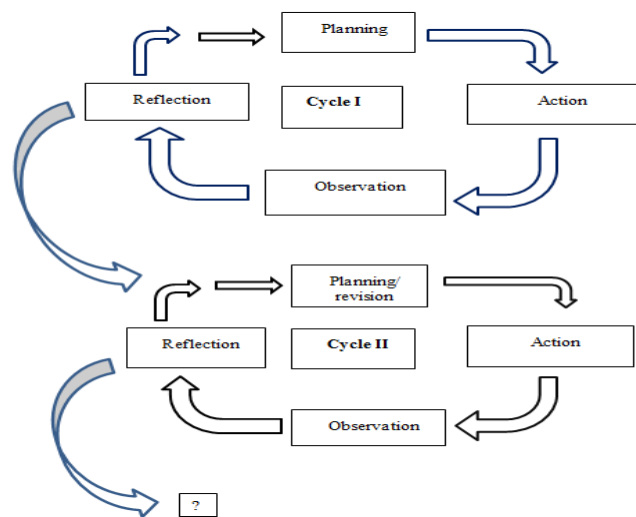 Planning
Reflection
Cycle I
Action
Observation
Planning/
revision
Reflection
Cycle II
Action
Observation
?